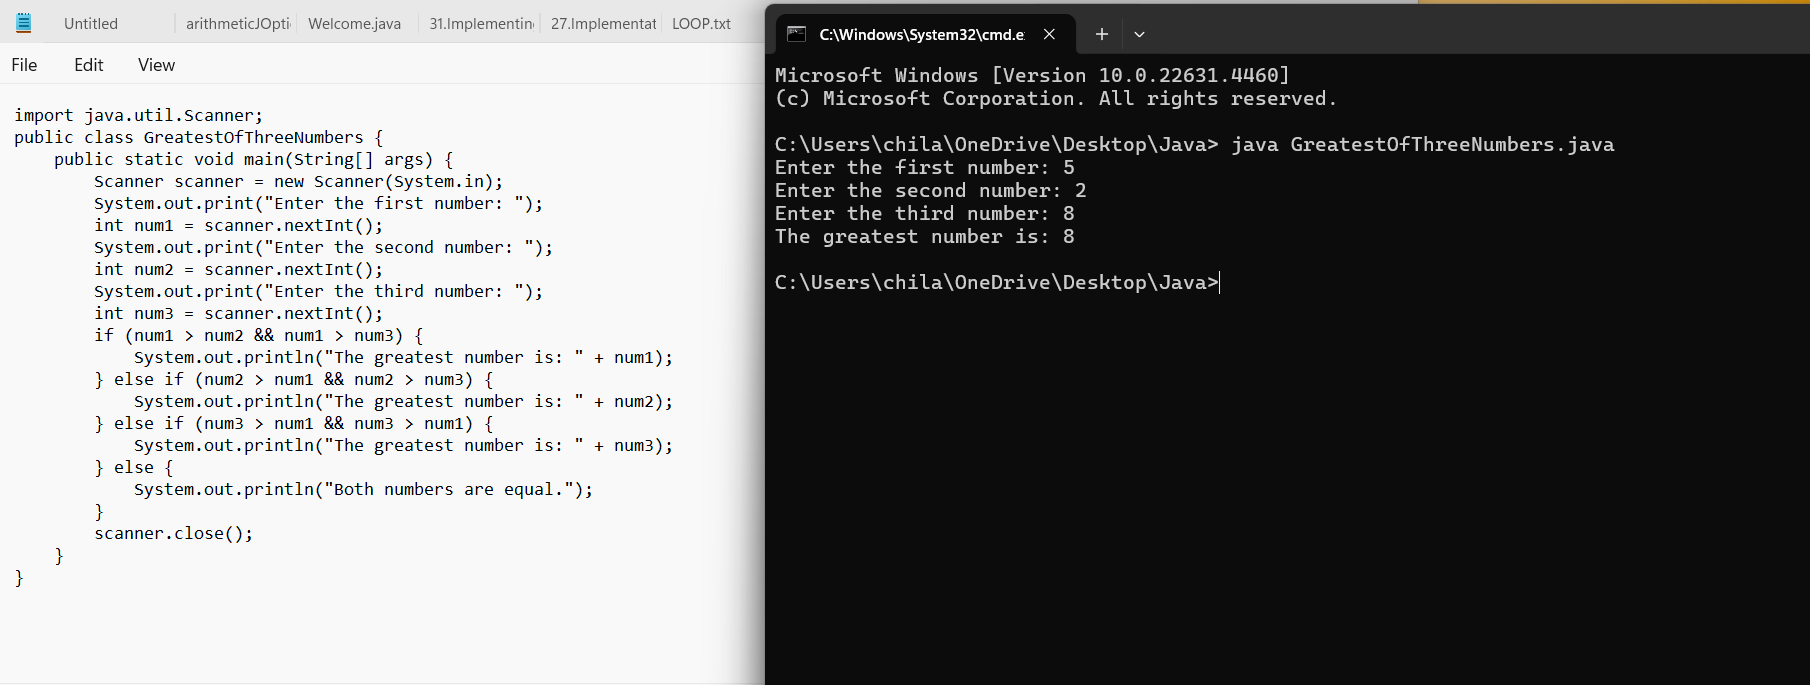 Untitled
arithmeticJOpti
Welcome.java
31.Implementin
27.Implementat
LOOP.txt
File Edit View
import java.util.Scanner;
public class GreatestOfThreeNumbers {
    public static void main(String[] args) {
        Scanner scanner = new Scanner(System.in);
        System.out.print("Enter the first number: ");
        int num1 = scanner.nextInt();
        System.out.print("Enter the second number: ");
        int num2 = scanner.nextInt();
        System.out.print("Enter the third number: ");
        int num3 = scanner.nextInt();
        if (num1 > num2 && num1 > num3) {
            System.out.println("The greatest number is: " + num1);
        } else if (num2 > num1 && num2 > num3) {
            System.out.println("The greatest number is: " + num2);
        } else if (num3 > num1 && num3 > num1) {
            System.out.println("The greatest number is: " + num3);
        } else {
            System.out.println("Both numbers are equal.");
        }
        scanner.close();
    }
}
C:\Windows\System32\cmd.e
Microsoft Windows [Version 10.0.22631.4460]
(c) Microsoft Corporation. All rights reserved.
C:\Users\chila\OneDrive\Desktop\Java> java GreatestOfThreeNumbers.java
Enter the first number: 5
Enter the second number: 2
Enter the third number: 8
The greatest number is: 8
C:\Users\chila\OneDrive\Desktop\Java>